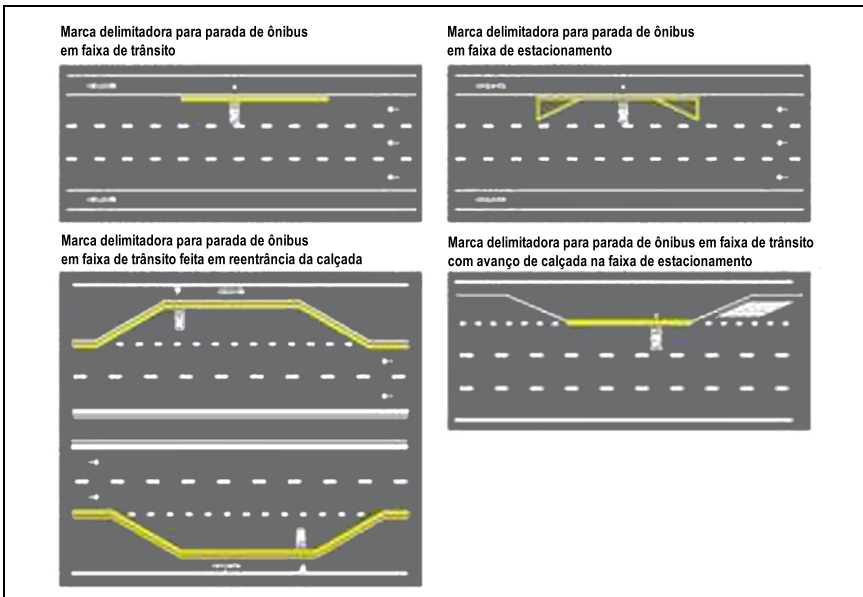 Marca delimitadora para parada de ônibus
em faixa de trânsito
Marca delimitadora para parada de ônibus
em faixa de estacionamento
Marca delimitadora para parada de ônibus
em faixa de trânsito feita em reentrância da calçada
Marca delimitadora para parada de ônibus em faixa de trânsito
com avanço de calçada na faixa de estacionamento